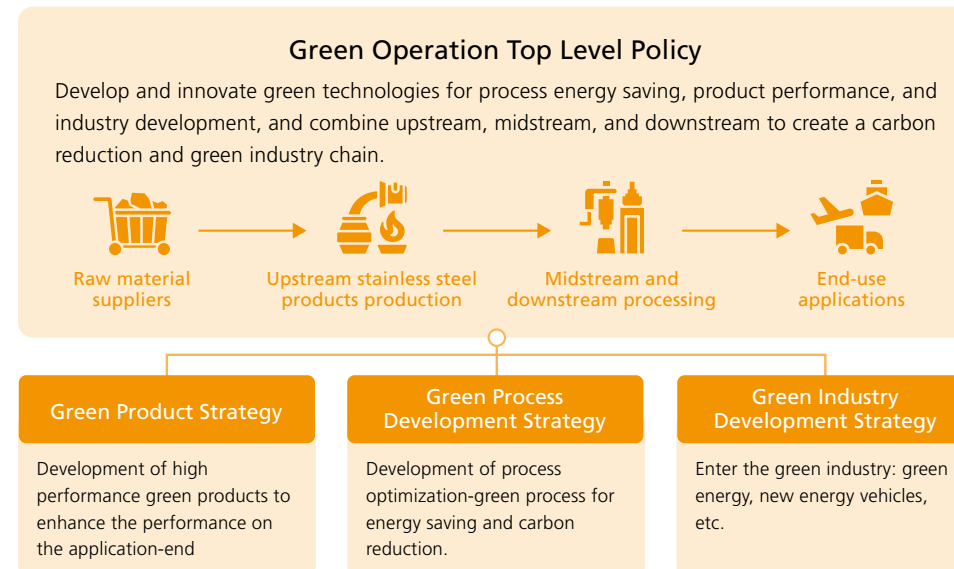 Green Operation Top Level Policy
Develop and innovate green technologies for process energy saving, product performance, and
industry development, and combine upstream, midstream, and downstream to create a carbon
reduction and green industry chain.
Raw material
suppliers
Upstream stainless steel
products production
Midstream and
downstream processing
End-use
applications
Green Product Strategy
Development of high
performance green products to
enhance the performance on
the application-end
Green Process
Development Strategy
Development of process
optimization-green process for
energy saving and carbon
reduction.
Green Industry
Development Strategy
Enter the green industry: green
energy, new energy vehicles,
etc.